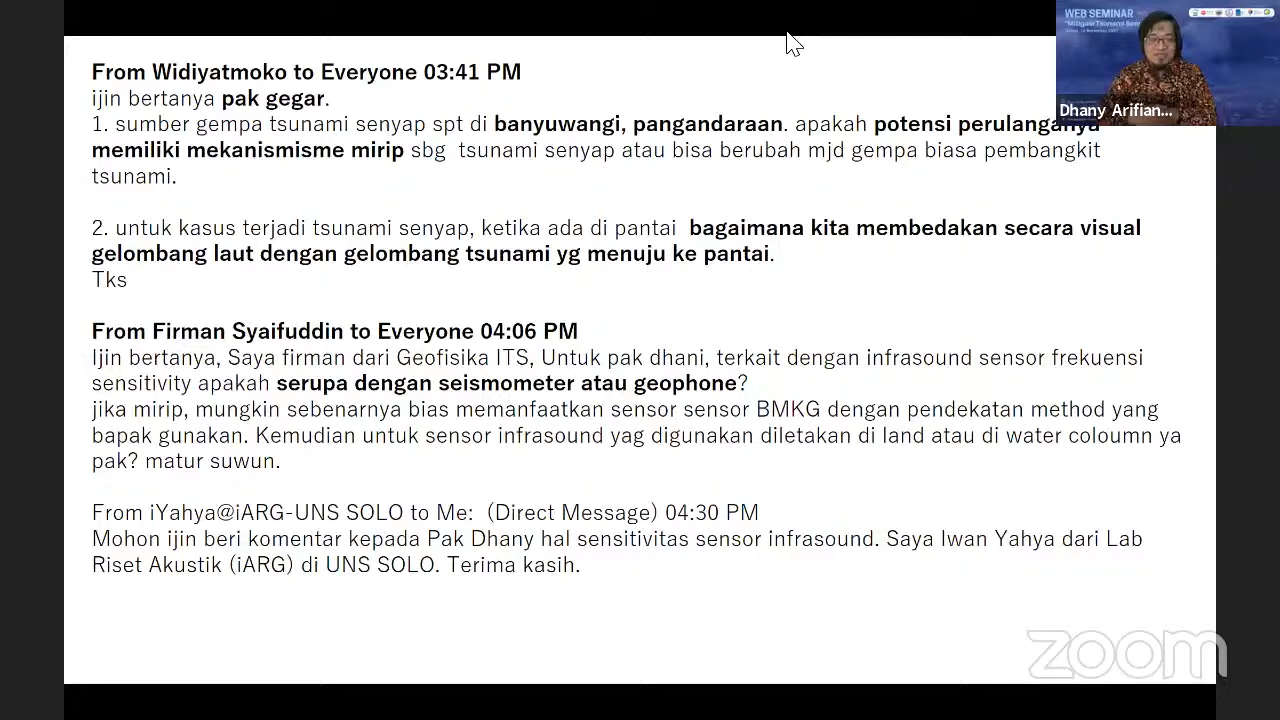 WEB SEMINAR
From Widiyatmoko to Everyone 03:41 PM
ijin bertanya pak gegar.
Dhany Arifian...
1. sumber gempa tsunami senyap spt di banyuwangi, pangandaraan. apakah potensi perulanganya
memiliki mekanismisme mirip sbg tsunami senyap atau bisa berubah mjd gempa biasa pembangkit
tsunami.
2. untuk kasus terjadi tsunami senyap, ketika ada di pantai bagaimana kita membedakan secara visual
gelombang laut dengan gelombang tsunami yg menuju ke pantai.
Tks
From Firman Syaifuddin to Everyone 04:06 PM
Ijin bertanya, Saya firman dari Geofisika ITS, Untuk pak dhani, terkait dengan infrasound sensor frekuensi
sensitivity apakah serupa dengan seismometer atau geophone?
jika mirip, mungkin sebenarnya bias memanfaatkan sensor sensor BMKG dengan pendekatan method yang
bapak gunakan. Kemudian untuk sensor infrasound yag digunakan diletakan di land atau di water coloumn ya
pak? matur suwun.
From iYahya@iARG-UNS SOLO to Me: (Direct Message) 04:30 PM
Mohon ijin beri komentar kepada Pak Dhany hal sensitivitas sensor infrasound. Saya Iwan Yahya dari Lab
Riset Akustik (iARG) di UNS SOLO. Terima kasih.
zoom